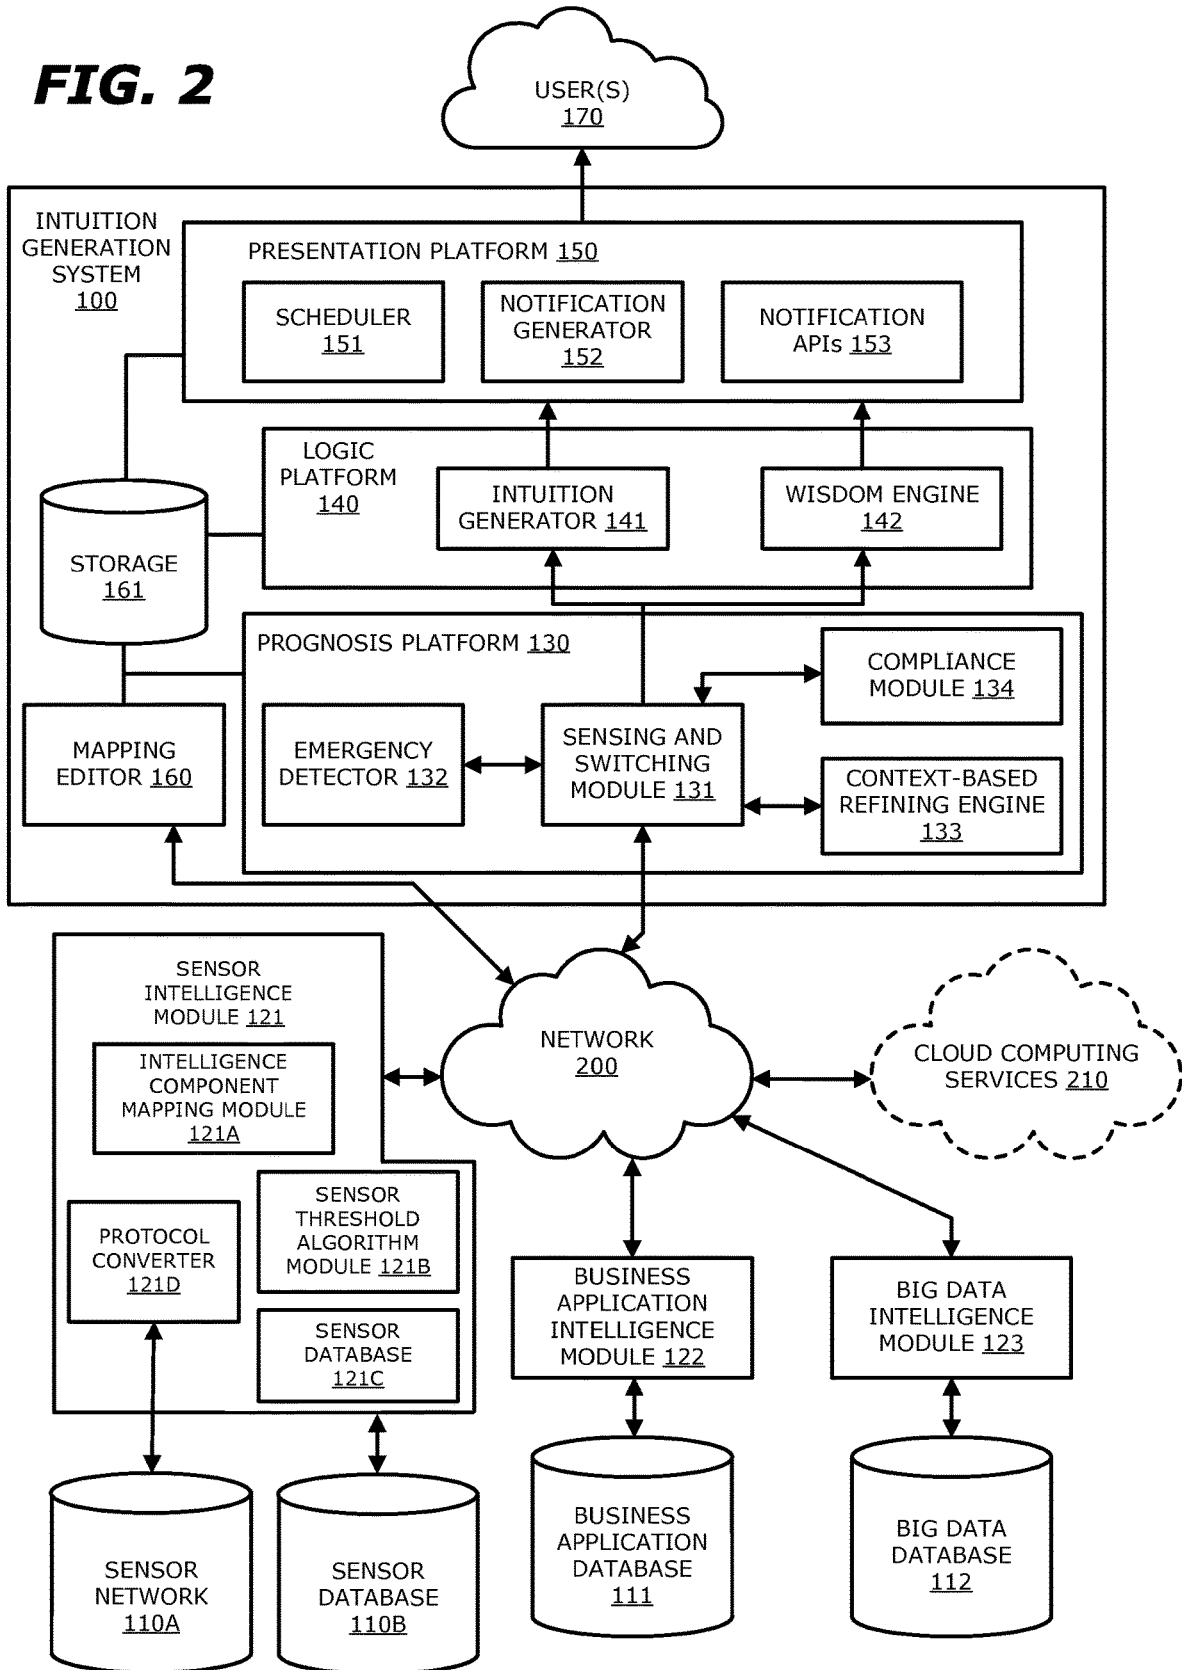 FIG. 2
USER(S)
170
INTUITION
GENERATION
SYSTEM
100
PRESENTATION PLATFORM 150
SCHEDULER
151
NOTIFICATION
GENERATOR
152
NOTIFICATION
APIs 153
LOGIC
PLATFORM
140
INTUITION
GENERATOR 141
WISDOM ENGINE
142
STORAGE
161
PROGNOSIS PLATFORM 130
COMPLIANCE
MODULE 134
MAPPING
EDITOR 160
EMERGENCY
DETECTOR 132
SENSING AND
SWITCHING
MODULE 131
CONTEXT-BASED
REFINING ENGINE
133
SENSOR
INTELLIGENCE
MODULE 121
INTELLIGENCE
COMPONENT
MAPPING MODULE
121A
NETWORK
200
CLOUD COMPUTING
SERVICES 210
PROTOCOL
CONVERTER
121D
SENSOR
THRESHOLD
ALGORITHM
MODULE 121B
SENSOR
DATABASE
121C
BUSINESS
APPLICATION
INTELLIGENCE
MODULE 122
BIG DATA
INTELLIGENCE
MODULE 123
SENSOR
NETWORK
110A
SENSOR
DATABASE
110B
BUSINESS
APPLICATION
DATABASE
111
BIG DATA
DATABASE
112